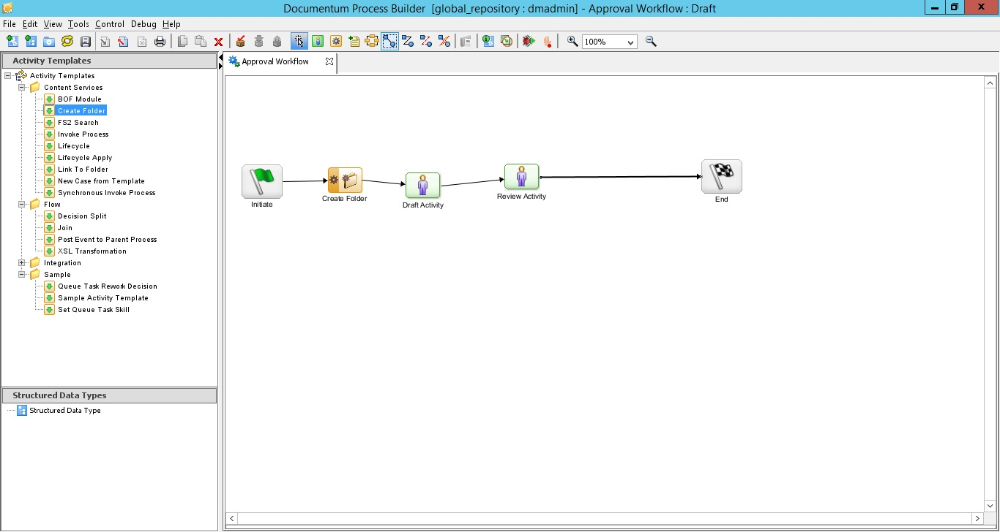 Documentum Process Builder [global_repository : dmadmin] - Approval Workflow : Draft
File Edit View Tools Control Debug Help
100%
Activity Templates
Activity Templates
Content Services
BOF Module
Create Folder
FS2 Search
Invoke Process
Lifecycle
Lifecycle Apply
Link To Folder
New Case from Template
Synchronous Invoke Process
Flow
Decision Split
Join
Post Event to Parent Process
XSL Transformation
Integration
Sample
Queue Task Rework Decision
Sample Activity Template
Set Queue Task Skill
Structured Data Types
Structured Data Type
Approval Workflow
Initiate
Create Folder
Draft Activity
Review Activity
End